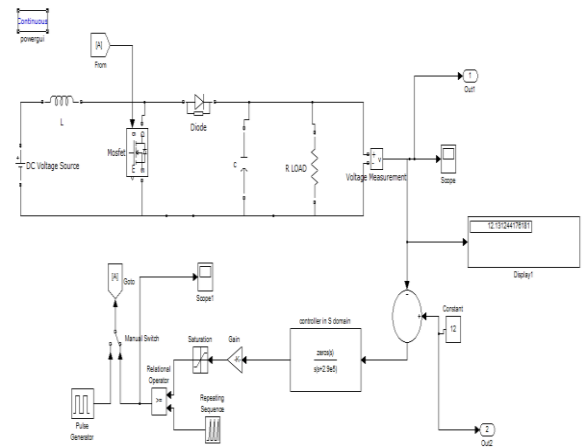 Continuous
powergui
[A]
From
1
Out1
L
Diode
Mosfet
DC Voltage Source
C
R LOAD
Voltage Measurement
Scope
12.131244176181
Display1
[A]
Goto
Scope1
Manual Switch
controller in S domain
Constant
12
Saturation
Gain
-K-
zeros(s)
s(s+2.9e5)
Relational
Operator
>=
Repeating
Sequence
Pulse
Generator
2
Out2